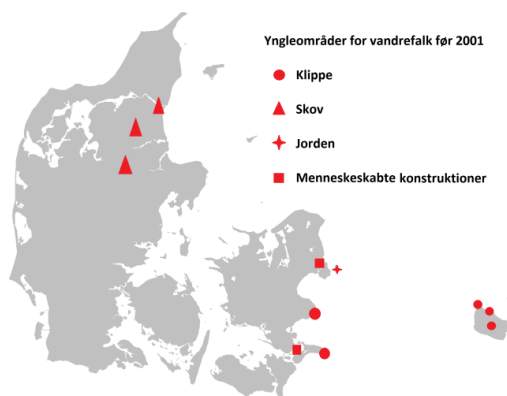 Yngleområder for vandrefalk før 2001
Klippe
Skov
Jorden
Menneskeskabte konstruktioner